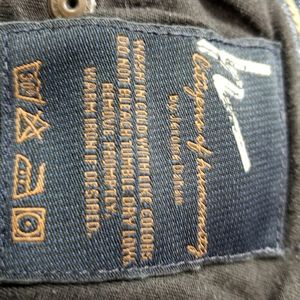 Citizens of Humanity
By Jerome Dahan
WASH IN COLD WITH LIKE COLORS.
DO NOT BLEACH. TUMBLE DRY LOW.
REMOVE PROMPTLY.
WARM IRON IF DESIRED.